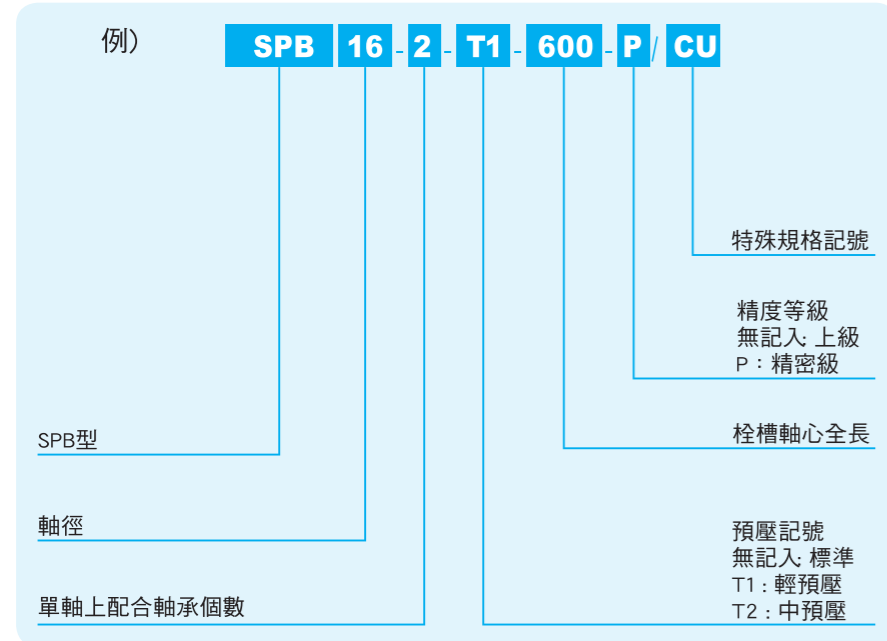 例）
SPB 16 - 2 - T1 - 600 - P / CU
特殊規格記號
精度等級
無記入: 上級
P：精密級
SPB型
栓槽軸心全長
軸徑
預壓記號
無記入: 標準
T1 : 輕預壓
T2 : 中預壓
單軸上配合軸承個數